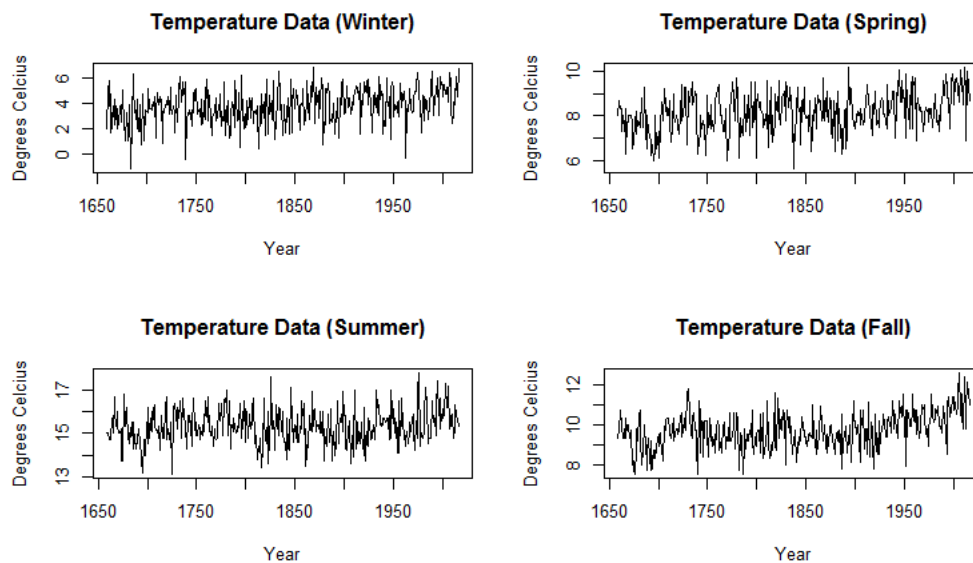 Temperature Data (Winter)
Degrees Celcius
6
4
2
0
1650
1750
1850
1950
Year
Temperature Data (Spring)
Degrees Celcius
10
8
6
1650
1750
1850
1950
Year
Temperature Data (Summer)
Degrees Celcius
17
15
13
1650
1750
1850
1950
Year
Temperature Data (Fall)
Degrees Celcius
12
10
8
1650
1750
1850
1950
Year